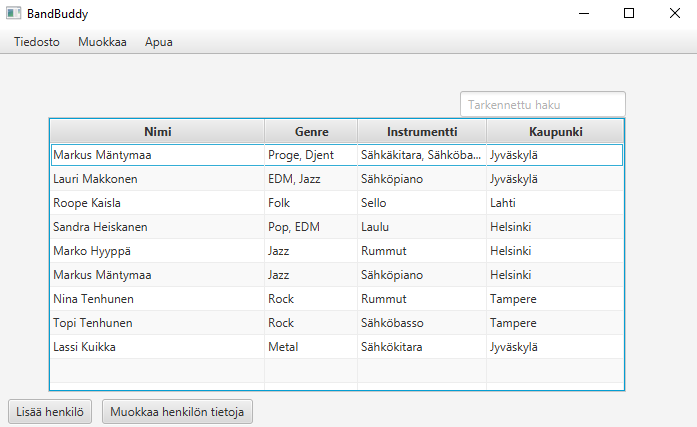 BandBuddy
Tiedosto Muokkaa Apua
Tarkennettu haku
Nimi Genre Instrumentti Kaupunki
Markus Mäntymaa Proge, Djent Sähkäkitara, Sähköba... Jyväskylä
Lauri Makkonen EDM, Jazz Sähköpiano Jyväskylä
Roope Kaisla Folk Sello Lahti
Sandra Heiskanen Pop, EDM Laulu Helsinki
Marko Hyyppä Jazz Rummut Helsinki
Markus Mäntymaa Jazz Sähköpiano Helsinki
Nina Tenhunen Rock Rummut Tampere
Topi Tenhunen Rock Sähköbasso Tampere
Lassi Kuikka Metal Sähkökitara Jyväskylä
Lisää henkilö Muokkaa henkilön tietoja